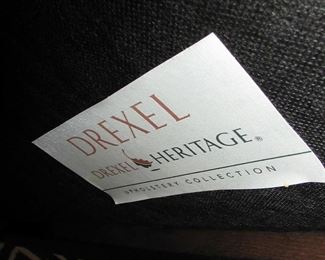 DREXEL
DREXEL HERITAGE®
UPHOLSTERY COLLECTION